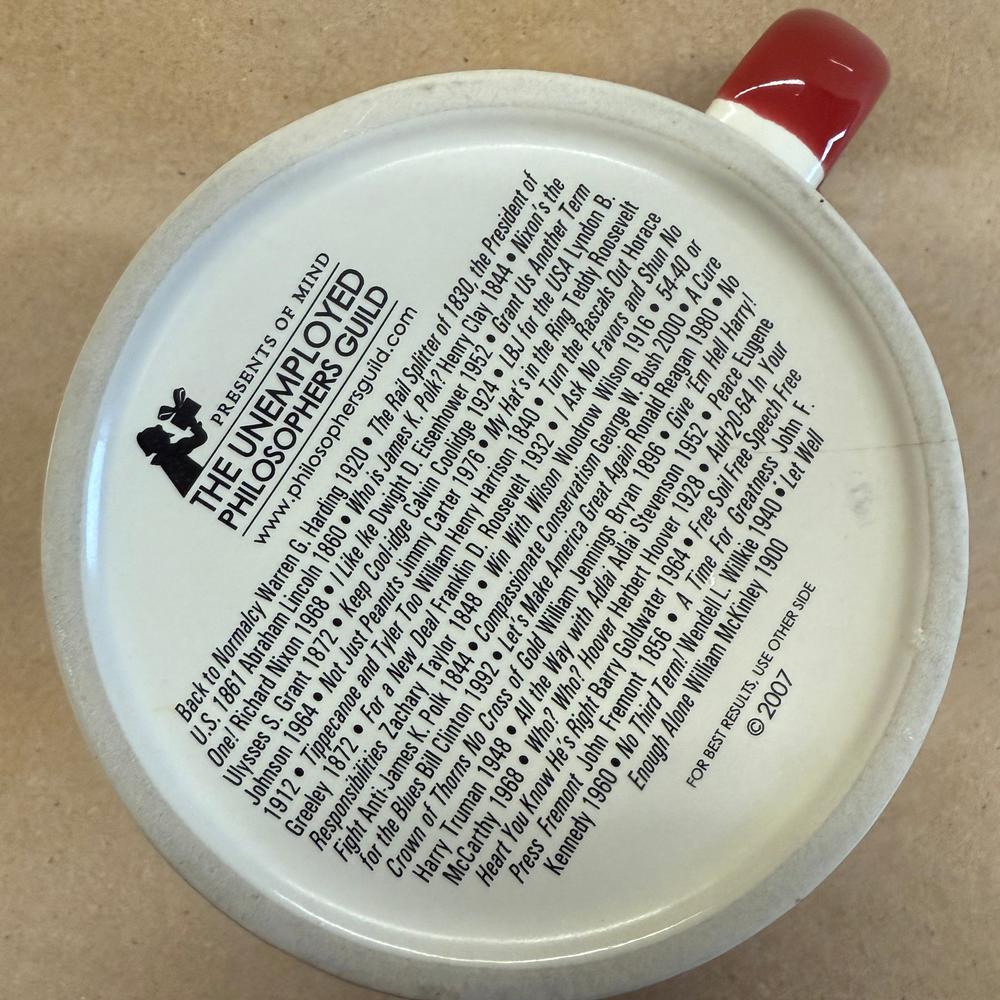 PRESENTS OF MIND
THE UNEMPLOYED
PHILOSOPHERS GUILD
www.philosophersguild.com
Back to Normalcy Warren G. Harding 1920 • The Rail Splitter of 1830, the President of
U.S. 1861 Abraham Lincoln 1860 • Who is James K. Polk? Henry Clay 1844 • Nixon's the
One! Richard Nixon 1968 • I Like Ike Dwight D. Eisenhower 1952 • Grant Us Another Term
Ulysses S. Grant 1872 • Keep Cool-idge Calvin Coolidge 1924 • LBJ for the USA Lyndon B.
Johnson 1964 • Not Just Peanuts Jimmy Carter 1976 • My Hat's in the Ring Teddy Roosevelt
1912 • Tippecanoe and Tyler Too William Henry Harrison 1840 • Turn the Rascals Out Horace
Greeley 1872 • For a New Deal Franklin D. Roosevelt 1932 • I Ask No Favors and Shun No
Responsibilities Zachary Taylor 1848 • Win With Wilson Woodrow Wilson 1916 • 54-40 or
Fight Anti-James K. Polk 1844 • Compassionate Conservatism George W. Bush 2000 • A Cure
for the Blues Bill Clinton 1992 • Let's Make America Great Again Ronald Reagan 1980 • No
Crown of Thorns No Cross of Gold William Jennings Bryan 1896 • Give 'Em Hell Harry!
Harry Truman 1948 • All the Way with Adlai Adlai Stevenson 1952 • Peace Eugene
McCarthy 1968 • Who? Who? Hoover Herbert Hoover 1928 • AuH20-64 In Your
Heart You Know He's Right Barry Goldwater 1964 • Free Soil Free Speech Free
Press Fremont John Fremont 1856 • A Time For Greatness John F.
Kennedy 1960 • No Third Term! Wendell L. Willkie 1940 • Let Well
Enough Alone William McKinley 1900
FOR BEST RESULTS, USE OTHER SIDE
© 2007